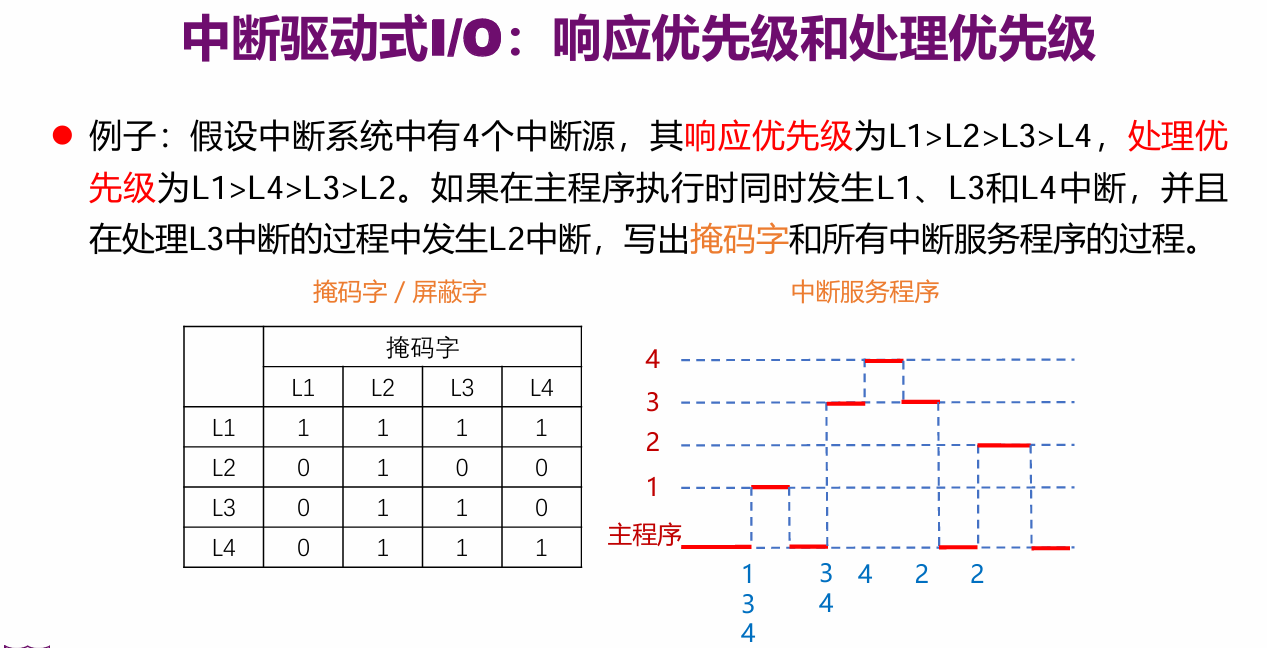 中断驱动式I/O：响应优先级和处理优先级
例子：假设中断系统中有4个中断源，其响应优先级为L1>L2>L3>L4，处理优
先级为L1>L4>L3>L2。如果在主程序执行时同时发生L1、L3和L4中断，并且
在处理L3中断的过程中发生L2中断，写出掩码字和所有中断服务程序的过程。
掩码字 / 屏蔽字
掩码字
L1 L2 L3 L4
L1 1 1 1 1
L2 0 1 0 0
L3 0 1 1 0
L4 0 1 1 1
中断服务程序
4
3
2
1
主程序
1 3 4 2 2
3 4
4